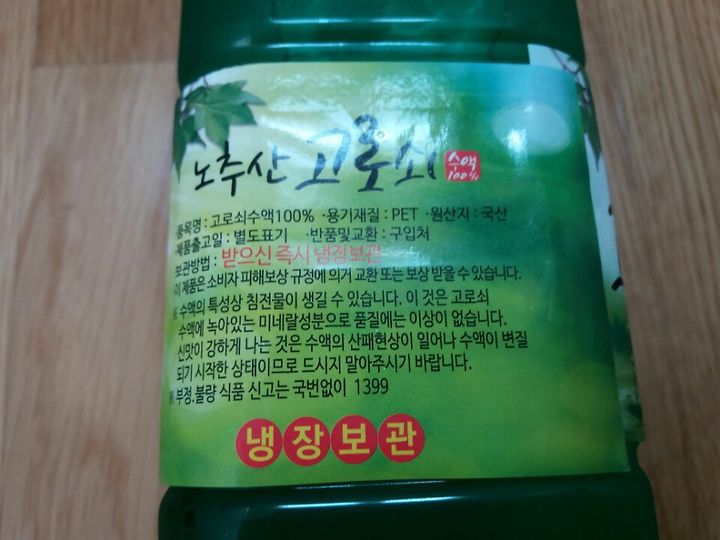 노추산 고로쇠 수액 100%
·품목명 : 고로쇠수액100% ·용기재질 : PET ·원산지 : 국산
·제품출고일 : 별도표기 ·반품및교환 : 구입처
·보관방법 : 받으신 즉시 냉장보관
·이 제품은 소비자 피해보상 규정에 의거 교환 또는 보상 받을 수 있습니다.
※ 수액의 특성상 침전물이 생길 수 있습니다. 이 것은 고로쇠
수액에 녹아있는 미네랄성분으로 품질에는 이상이 없습니다.
신맛이 강하게 나는 것은 수액의 산패현상이 일어나 수액이 변질
되기 시작한 상태이므로 드시지 말아주시기 바랍니다.
※ 부정.불량 식품 신고는 국번없이 1399
냉장보관